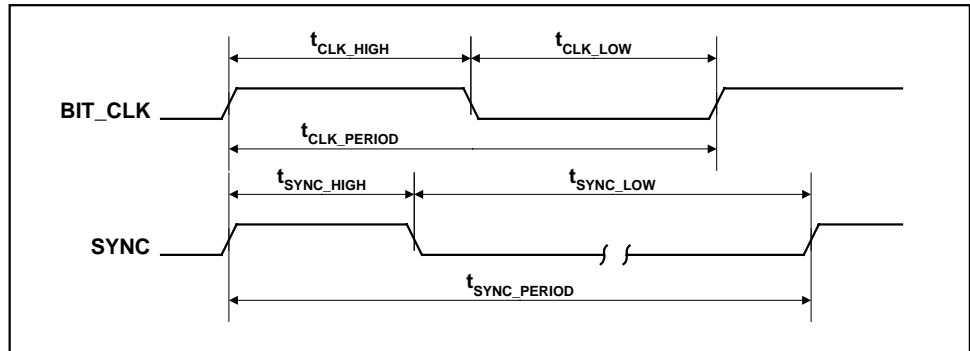 tCLK_HIGH tCLK_LOW
BIT_CLK
tCLK_PERIOD
tSYNC_HIGH tSYNC_LOW
SYNC
tSYNC_PERIOD